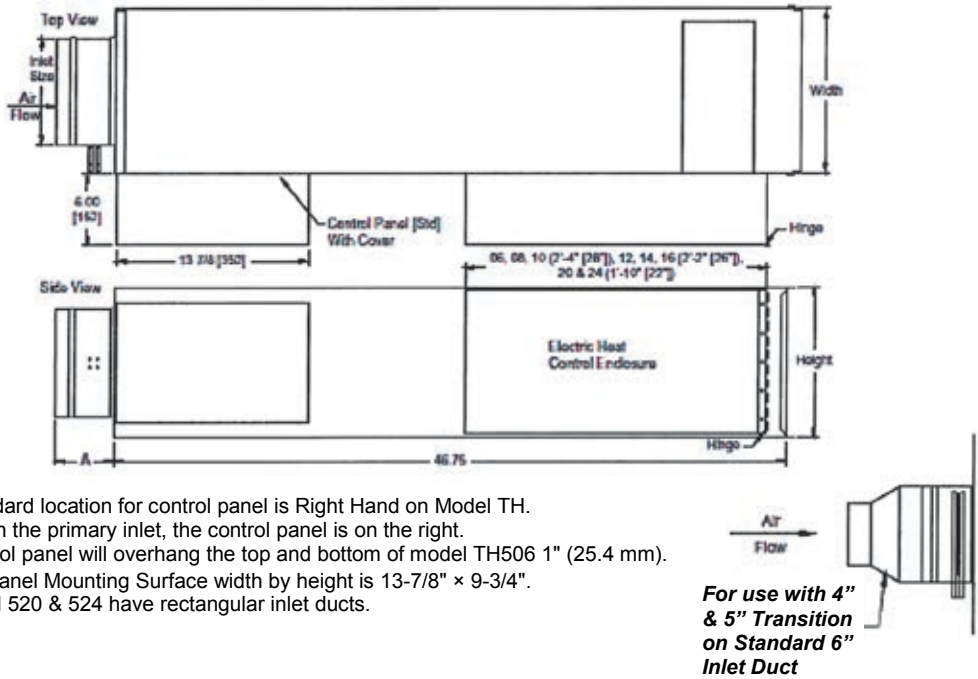 Top View
Inlet
Size
Air
Flow
Width
6.00
[152]
Control Panel [Std]
With Cover
Hinge
13 7/8 [352]
06, 08, 10 (2'-4" [28"]), 12, 14, 16 (2'-2" [26"]),
20 & 24 (1'-10" [22"])
Side View
Electric Heat
Control Enclosure
Height
Hinge
A
46.75
dard location for control panel is Right Hand on Model TH.
n the primary inlet, the control panel is on the right.
ol panel will overhang the top and bottom of model TH506 1" (25.4 mm).
Panel Mounting Surface width by height is 13-7/8" × 9-3/4".
520 & 524 have rectangular inlet ducts.
Air
Flow
For use with 4”
& 5” Transition
on Standard 6”
Inlet Duct